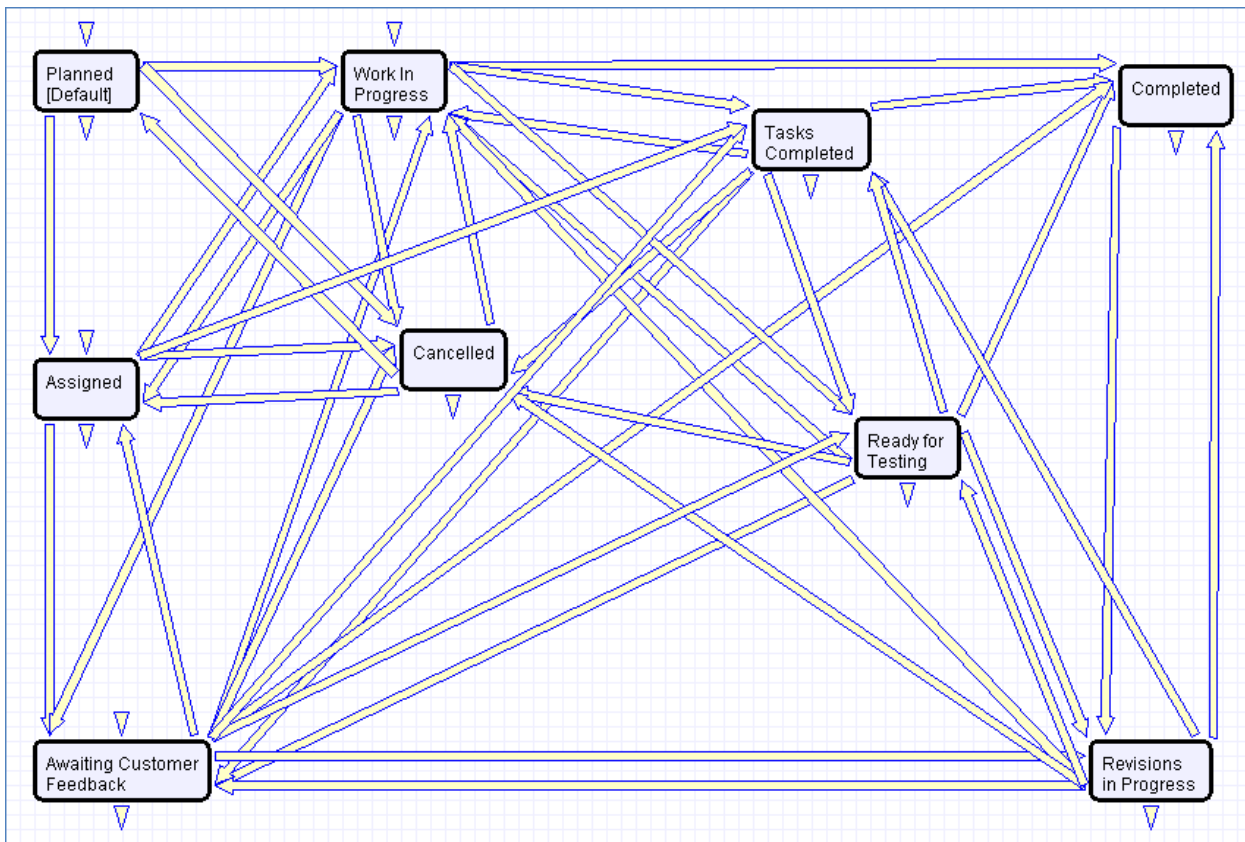 Planned
[Default]
Work In
Progress
Completed
Tasks
Completed
Assigned
Cancelled
Ready for
Testing
Awaiting Customer
Feedback
Revisions
in Progress